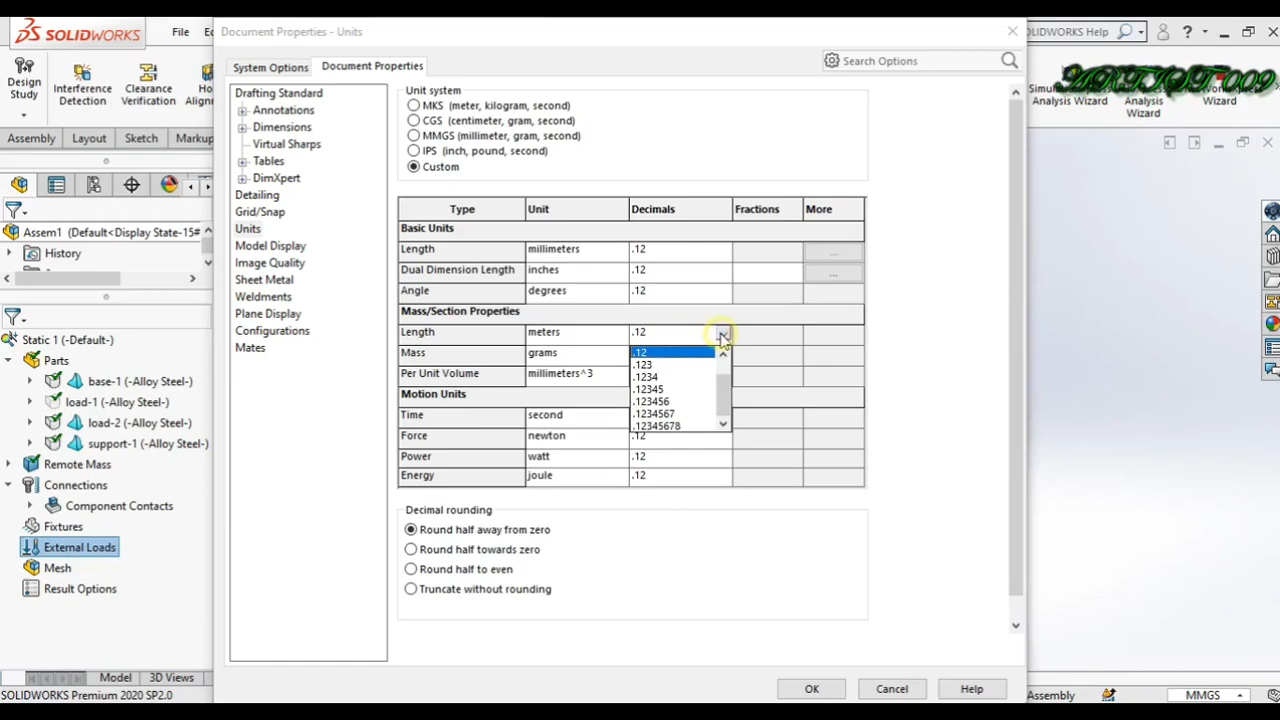 SOLIDWORKS
File
Document Properties - Units
SOLIDWORKS Help
?
Design Study
Interference Detection
Clearance Verification
Analysis Wizard
Analysis Wizard
Wizard
System Options
Document Properties
Search Options
Assembly
Layout
Sketch
Markup
Assem1 (Default<Display State-15#
History
Static 1 (-Default-)
Parts
base-1 (-Alloy Steel-)
load-1 (-Alloy Steel-)
load-2 (-Alloy Steel-)
support-1 (-Alloy Steel-)
Remote Mass
Connections
Component Contacts
Fixtures
External Loads
Mesh
Result Options
Drafting Standard
Annotations
Dimensions
Virtual Sharps
Tables
DimXpert
Detailing
Grid/Snap
Units
Model Display
Image Quality
Sheet Metal
Weldments
Plane Display
Configurations
Mates
Unit system
MKS (meter, kilogram, second)
CGS (centimeter, gram, second)
MMGS (millimeter, gram, second)
IPS (inch, pound, second)
Custom
Type Unit Decimals Fractions More
Basic Units
Length millimeters .12 ...
Dual Dimension Length inches .12 ...
Angle degrees .12
Mass/Section Properties
Length meters .12
Mass grams
Per Unit Volume millimeters^3
.12
.123
.1234
.12345
.123456
.1234567
.12345678
Motion Units
Time second
Force newton .12
Power watt .12
Energy joule .12
Decimal rounding
Round half away from zero
Round half towards zero
Round half to even
Truncate without rounding
OK Cancel Help
Model 3D Views
SOLIDWORKS Premium 2020 SP2.0
Assembly
MMGS